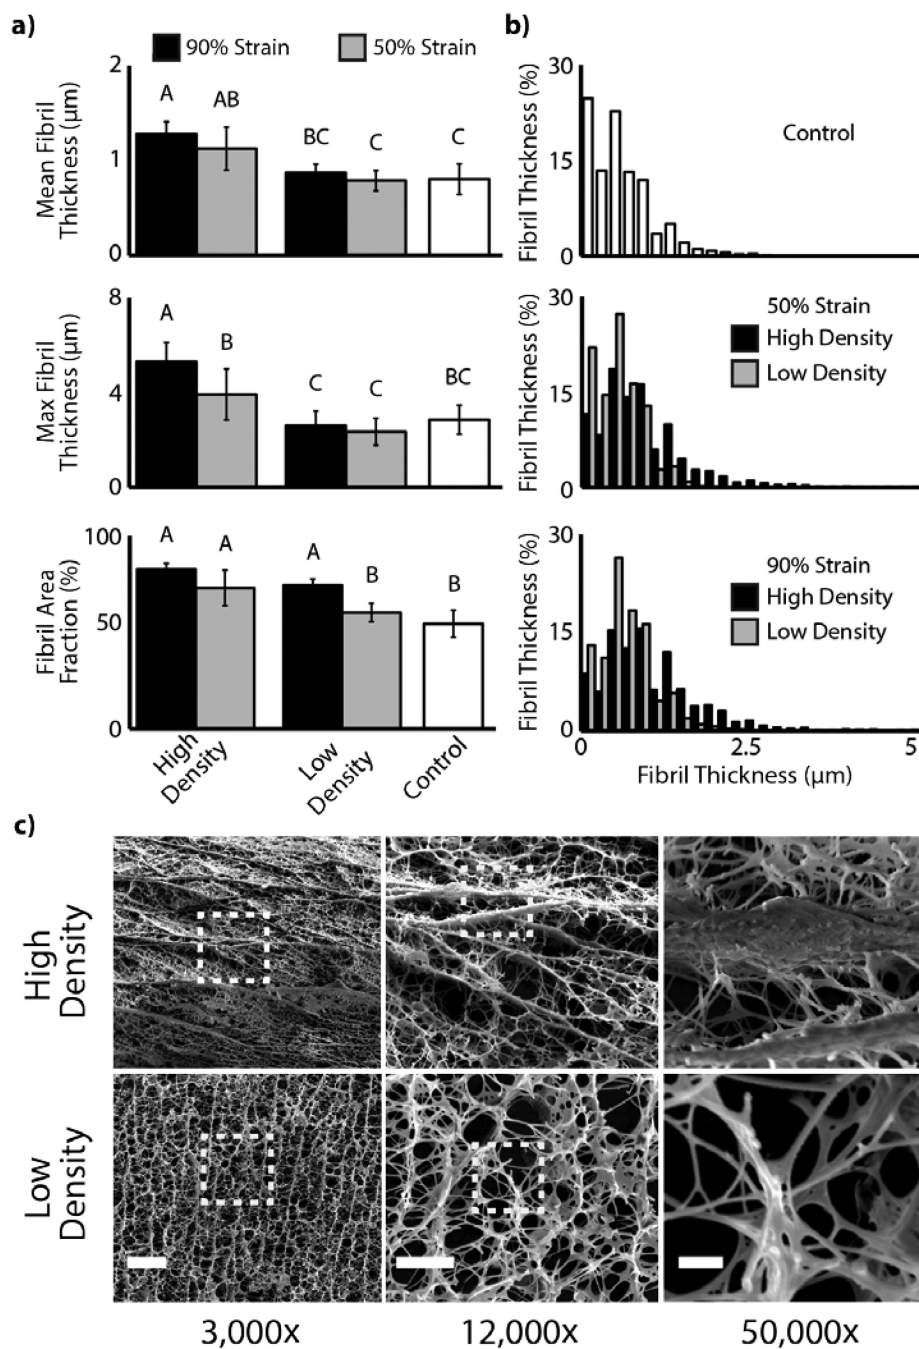 a)
90% Strain
50% Strain
Mean Fibril
Thickness (μm)
2
1
0
A
AB
BC
C
C
Max Fibril
Thickness (μm)
8
4
0
A
B
C
C
BC
Fibril Area
Fraction (%)
100
50
0
A
A
A
B
B
High
Density
Low
Density
Control
b)
Fibril Thickness (%)
30
15
0
Control
Fibril Thickness (%)
30
15
0
50% Strain
High Density
Low Density
Fibril Thickness (%)
30
15
0
90% Strain
High Density
Low Density
0
2.5
5
Fibril Thickness (μm)
c)
High
Density
Low
Density
3,000x
12,000x
50,000x